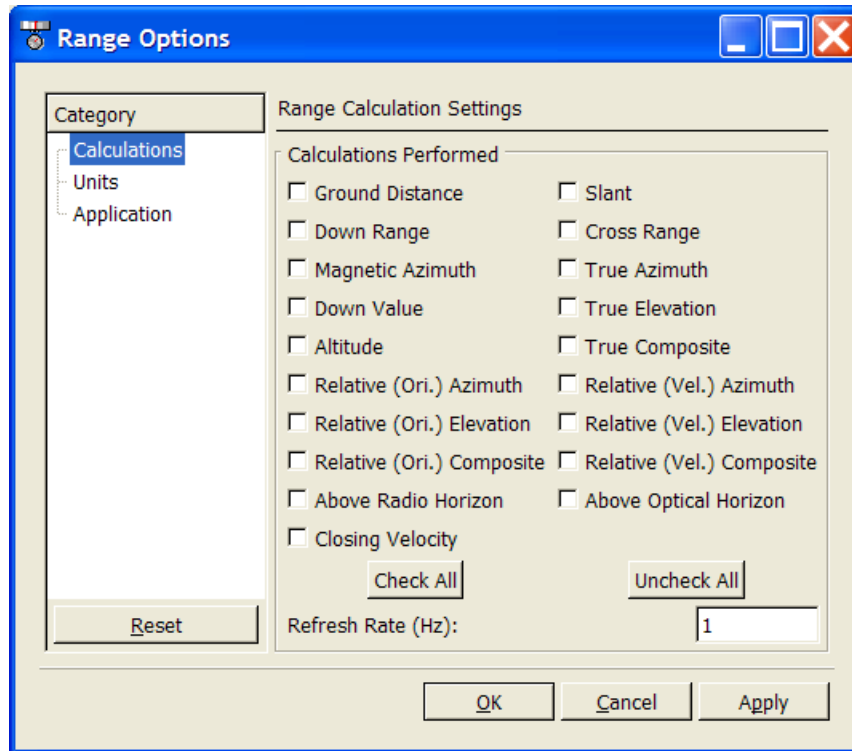 Range Options
Category
Calculations
Units
Application
Reset
Range Calculation Settings
Calculations Performed
Ground Distance Slant
Down Range Cross Range
Magnetic Azimuth True Azimuth
Down Value True Elevation
Altitude True Composite
Relative (Ori.) Azimuth Relative (Vel.) Azimuth
Relative (Ori.) Elevation Relative (Vel.) Elevation
Relative (Ori.) Composite Relative (Vel.) Composite
Above Radio Horizon Above Optical Horizon
Closing Velocity
Check All Uncheck All
Refresh Rate (Hz): 1
OK Cancel Apply